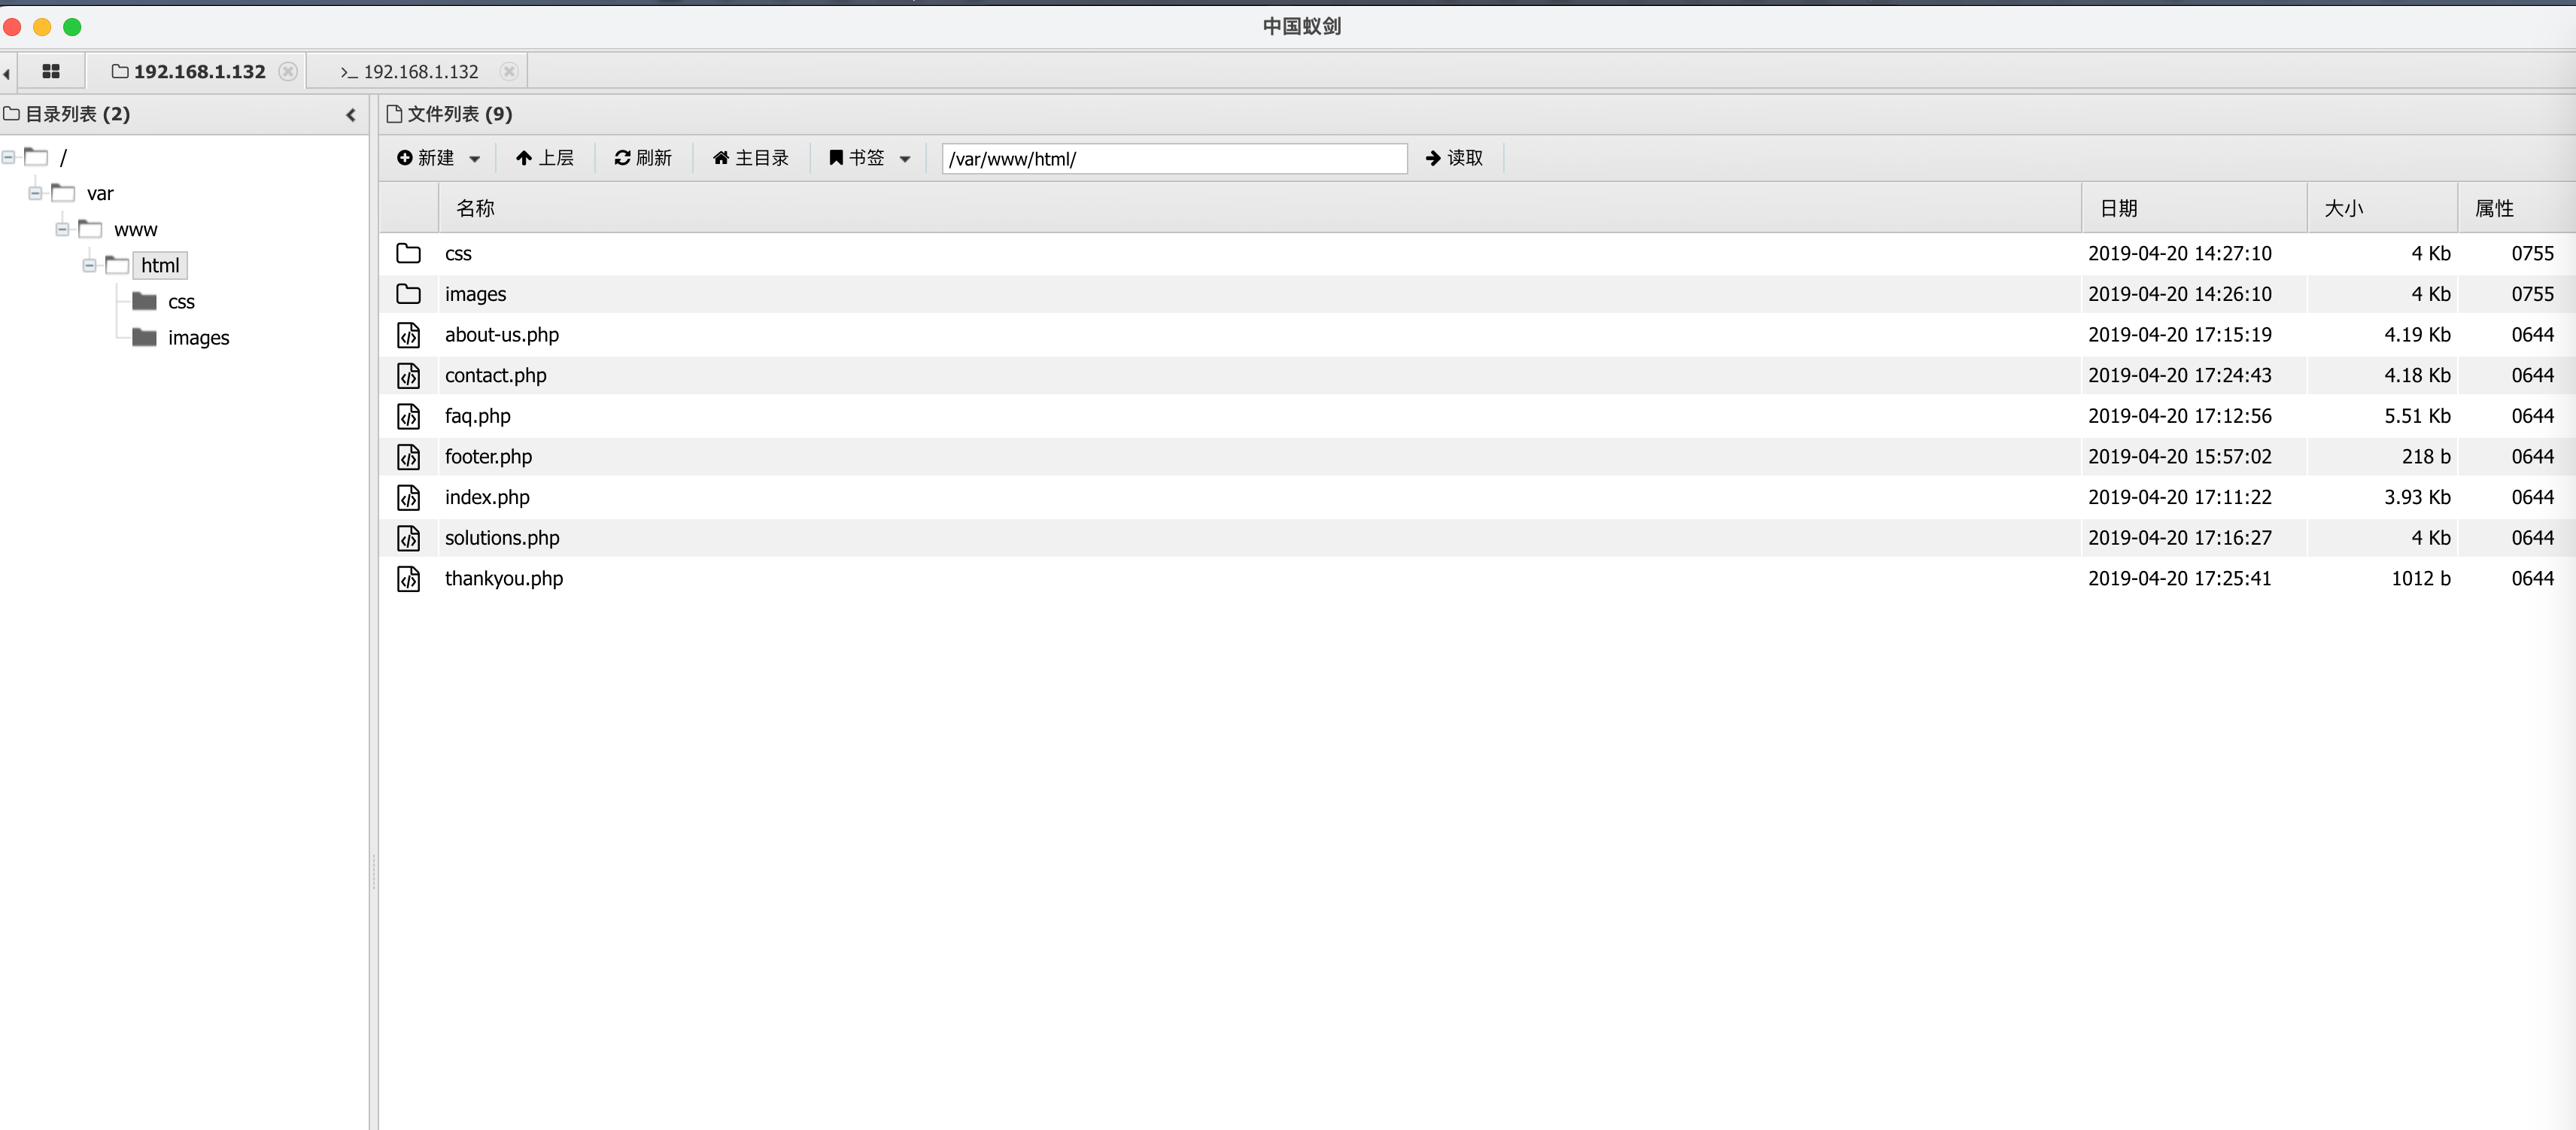 中国蚁剑
192.168.1.132 >_ 192.168.1.132
目录列表 (2)
/
var
www
html
css
images
文件列表 (9)
新建 上层 刷新 主目录 书签 /var/www/html/ 读取
名称 日期 大小 属性
css 2019-04-20 14:27:10 4 Kb 0755
images 2019-04-20 14:26:10 4 Kb 0755
about-us.php 2019-04-20 17:15:19 4.19 Kb 0644
contact.php 2019-04-20 17:24:43 4.18 Kb 0644
faq.php 2019-04-20 17:12:56 5.51 Kb 0644
footer.php 2019-04-20 15:57:02 218 b 0644
index.php 2019-04-20 17:11:22 3.93 Kb 0644
solutions.php 2019-04-20 17:16:27 4 Kb 0644
thankyou.php 2019-04-20 17:25:41 1012 b 0644